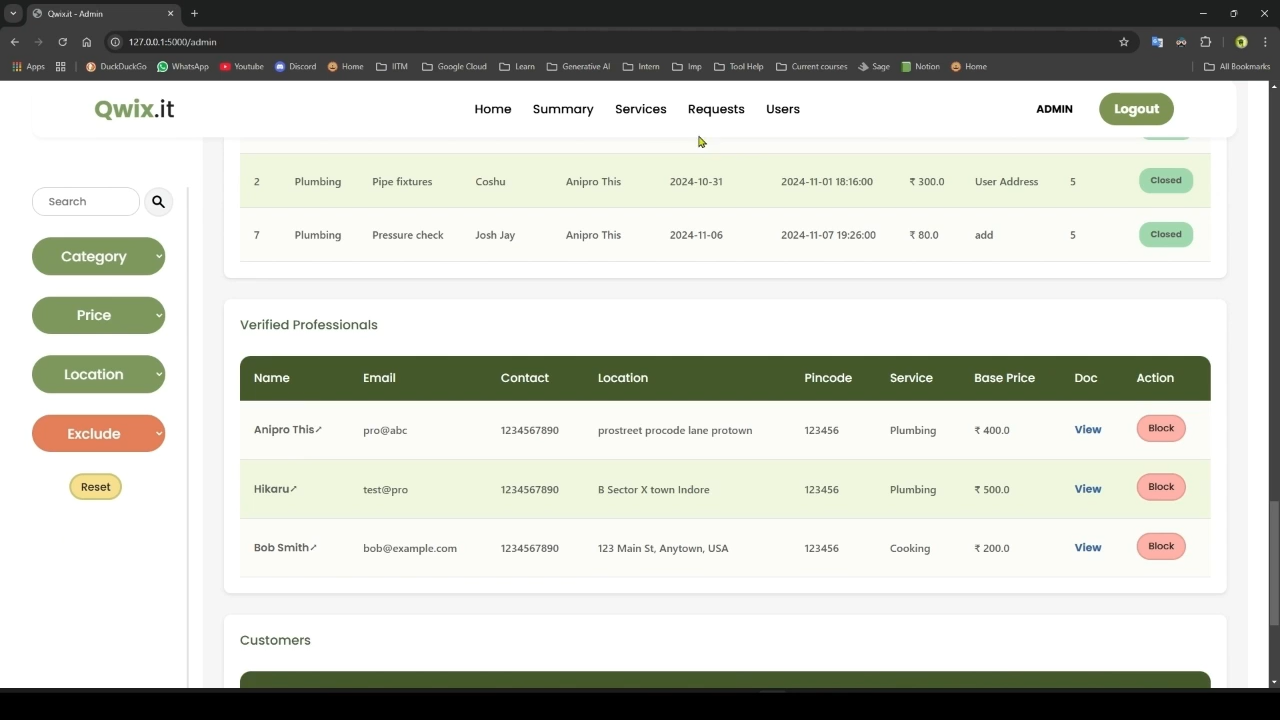 Qwix.it - Admin
127.0.0.1:5000/admin
Apps DuckDuckGo WhatsApp Youtube Discord Home IITM Google Cloud Learn Generative AI Intern Imp Tool Help Current courses Sage Notion Home All Bookmarks
Qwix.it Home Summary Services Requests Users ADMIN Logout
2 Plumbing Pipe fixtures Coshu Anipro This 2024-10-31 2024-11-01 18:16:00 ₹ 300.0 User Address 5 Closed
7 Plumbing Pressure check Josh Jay Anipro This 2024-11-06 2024-11-07 19:26:00 ₹ 80.0 add 5 Closed
Search
Category
Price
Location
Exclude
Reset
Verified Professionals
Name Email Contact Location Pincode Service Base Price Doc Action
Anipro This pro@abc 1234567890 prostreet procode lane protown 123456 Plumbing ₹ 400.0 View Block
Hikaru test@pro 1234567890 B Sector X town Indore 123456 Plumbing ₹ 500.0 View Block
Bob Smith bob@example.com 1234567890 123 Main St, Anytown, USA 123456 Cooking ₹ 200.0 View Block
Customers